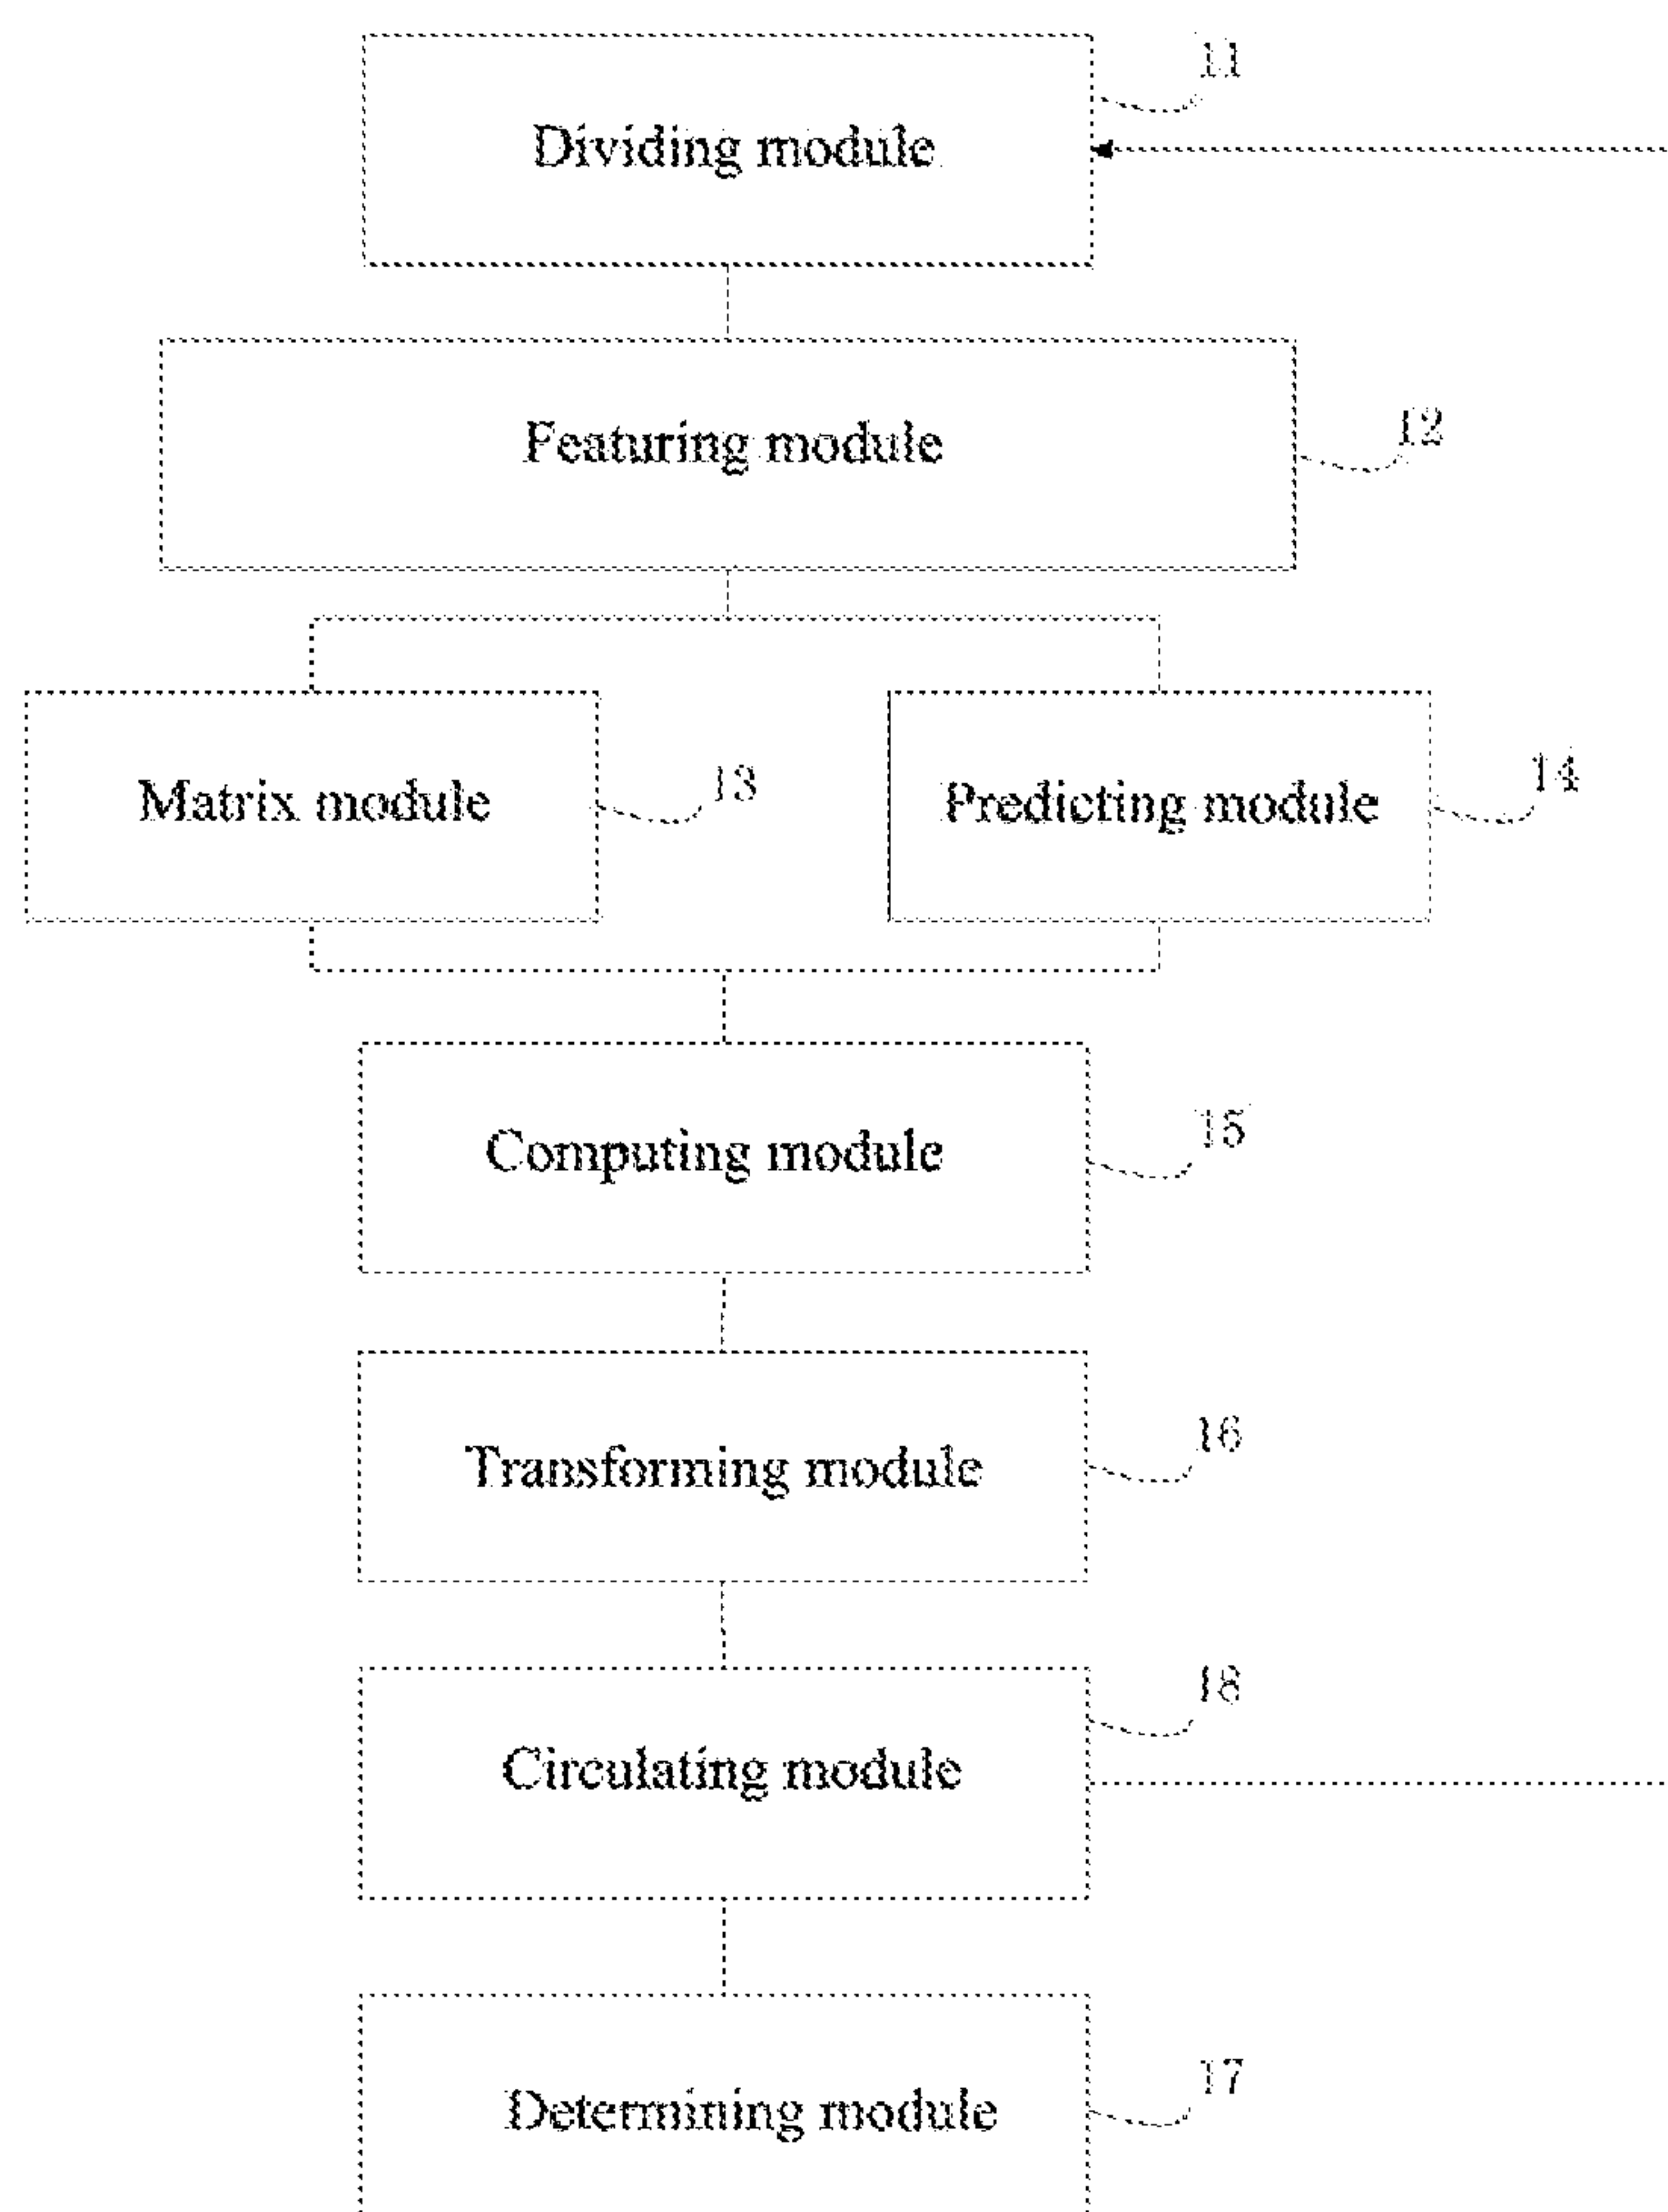 11
Dividing module
Featuring module
12
Matrix module
13
Predicting module
14
Computing module
15
Transforming module
16
Circulating module
18
Determining module
17